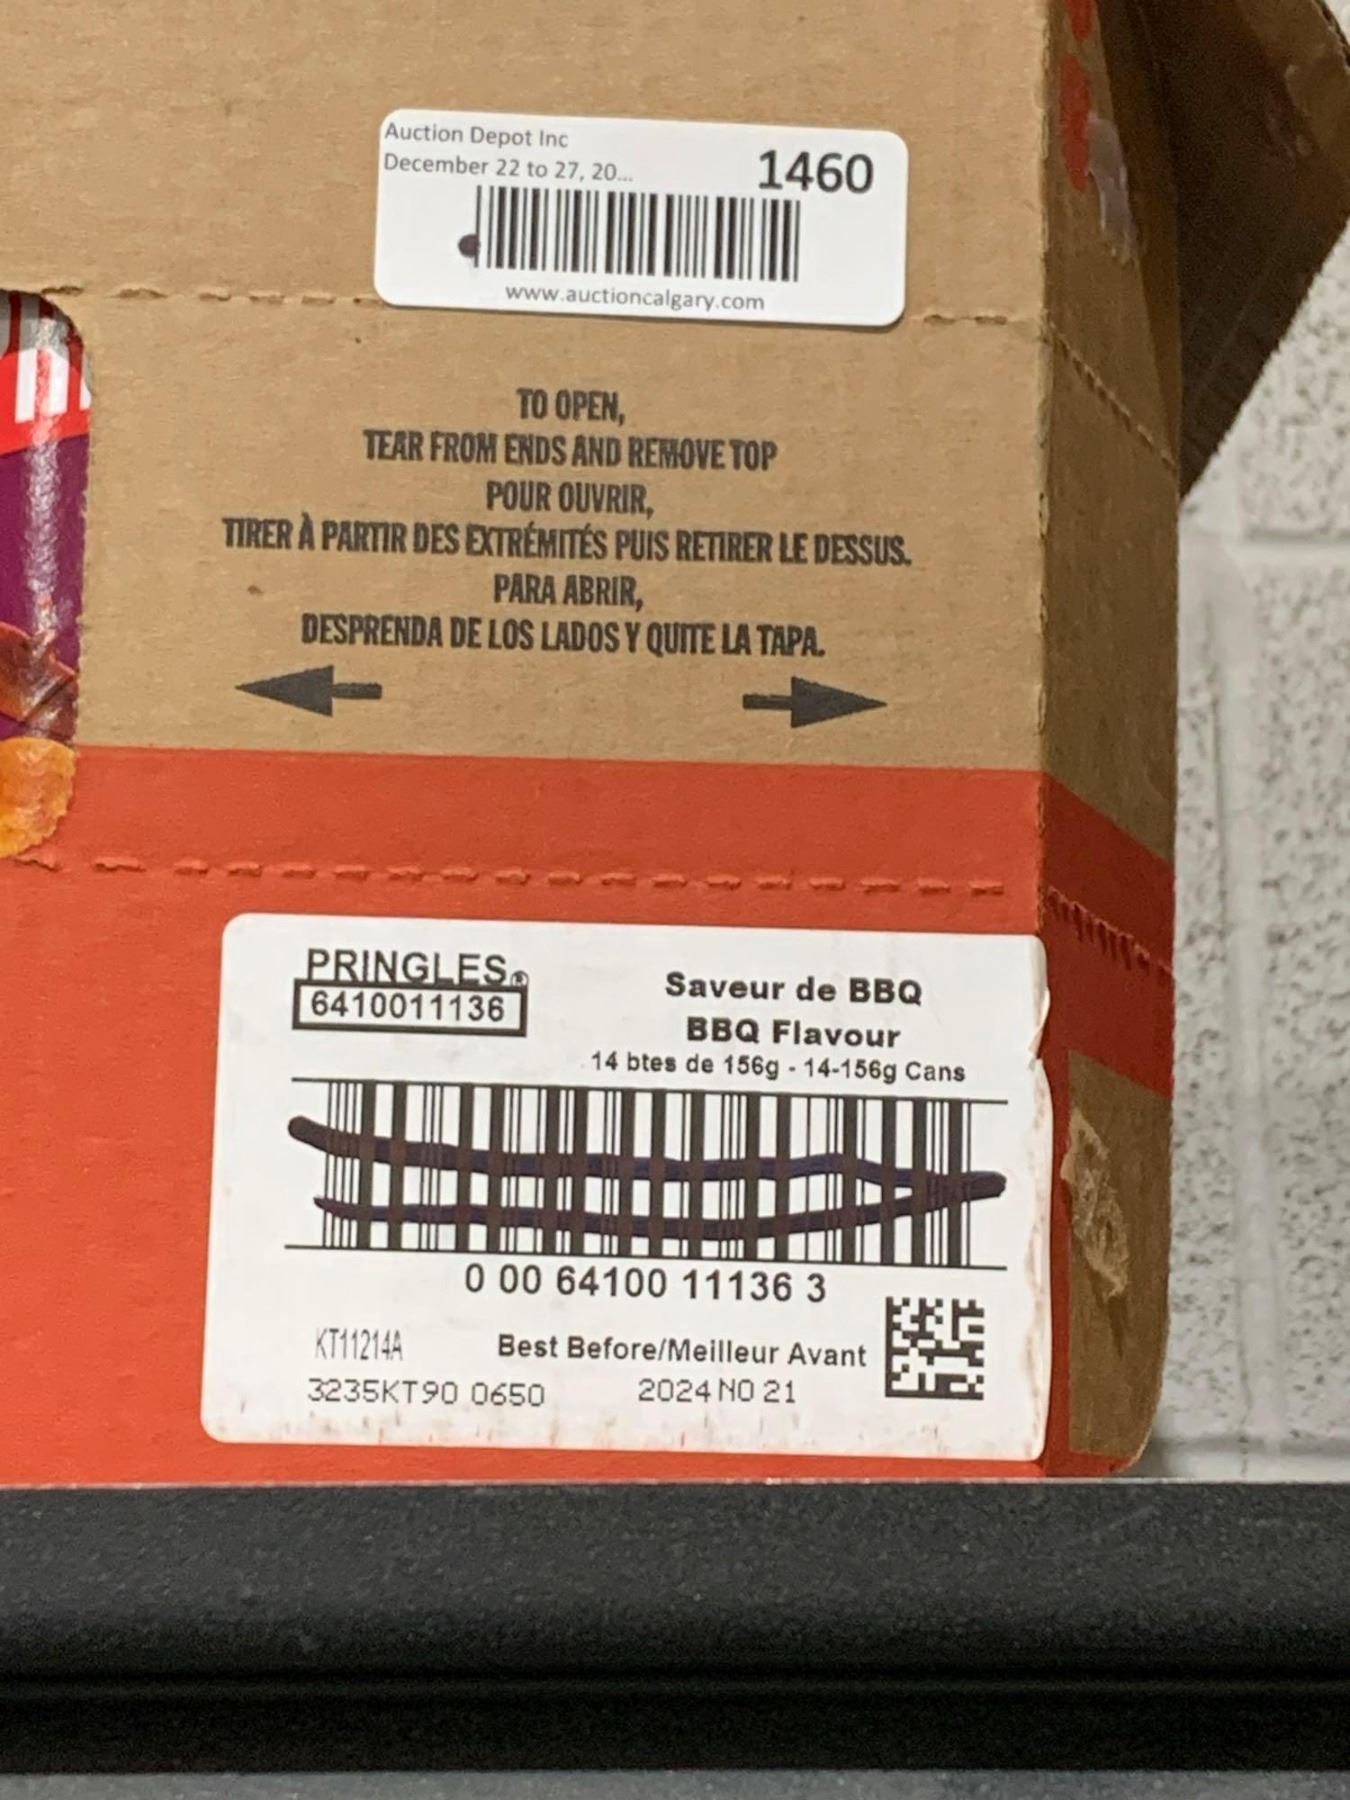 Auction Depot Inc
December 22 to 27, 20...
1460
www.auctioncalgary.com
TO OPEN,
TEAR FROM ENDS AND REMOVE TOP
POUR OUVRIR,
TIRER À PARTIR DES EXTRÉMITÉS PUIS RETIRER LE DESSUS.
PARA ABRIR,
DESPRENDA DE LOS LADOS Y QUITE LA TAPA.
PRINGLES®
6410011136
Saveur de BBQ
BBQ Flavour
14 btes de 156g - 14-156g Cans
0 00 64100 11136 3
KT11214A
Best Before/Meilleur Avant
3235KT90 0650
2024 NO 21